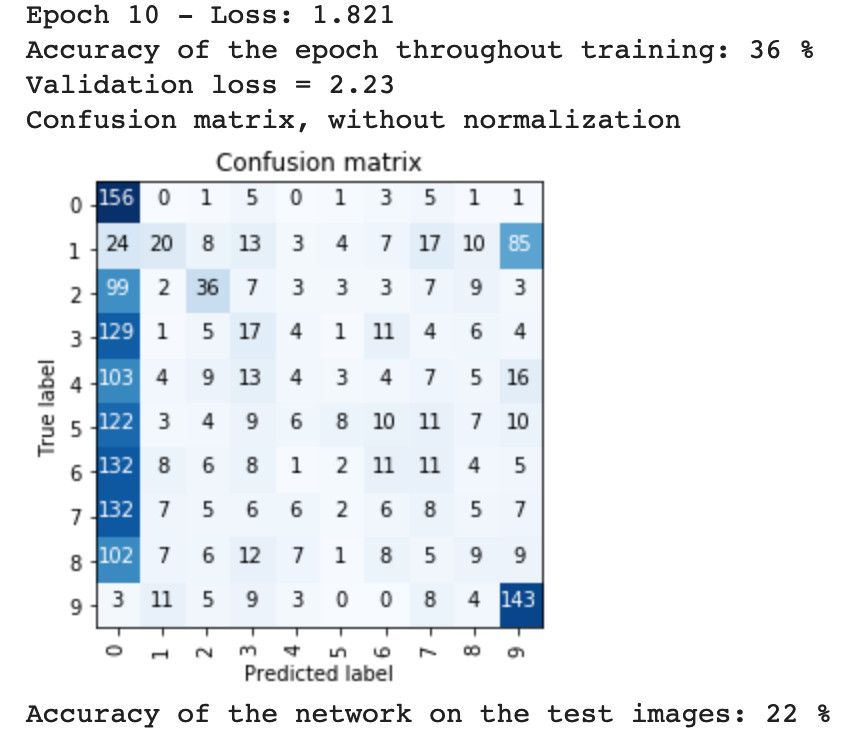 Epoch 10 – Loss: 1.821
Accuracy of the epoch throughout training: 36 %
Validation loss = 2.23
Confusion matrix, without normalization
Confusion matrix
0 156 0 1 5 0 1 3 5 1 1
1 24 20 8 13 3 4 7 17 10 85
2 99 2 36 7 3 3 3 7 9 3
3 129 1 5 17 4 1 11 4 6 4
4 103 4 9 13 4 3 4 7 5 16
5 122 3 4 9 6 8 10 11 7 10
6 132 8 6 8 1 2 11 11 4 5
7 132 7 5 6 6 2 6 8 5 7
8 102 7 6 12 7 1 8 5 9 9
9 3 11 5 9 3 0 0 8 4 143
True label
0 1 2 3 4 5 6 7 8 9
Predicted label
Accuracy of the network on the test images: 22 %